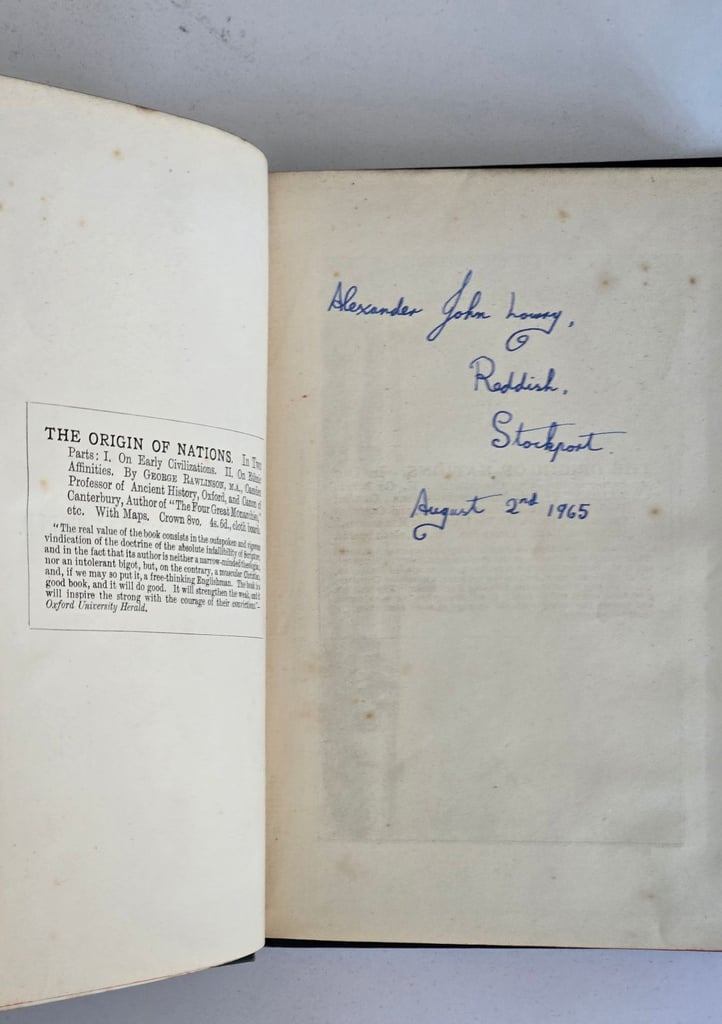 THE ORIGIN OF NATIONS. In Two
Parts: I. On Early Civilizations. II. On Ethnic
Affinities. By GEORGE RAWLINSON, M.A., Camden
Professor of Ancient History, Oxford, and Canon of
Canterbury, Author of "The Four Great Monarchies,"
etc. With Maps. Crown 8vo. 4s. 6d., cloth boards.
"The real value of the book consists in the outspoken and vigorous
vindication of the doctrine of the absolute infallibility of Scripture,
and in the fact that its author is neither a narrow-minded theologian,
nor an intolerant bigot, but, on the contrary, a muscular Christian,
and, if we may so put it, a free-thinking Englishman. The book is a
good book, and it will do good. It will strengthen the weak, and it
will inspire the strong with the courage of their convictions"—
Oxford University Herald.
Alexander John Lowry,
Reddish,
Stockport.
August 2nd 1965